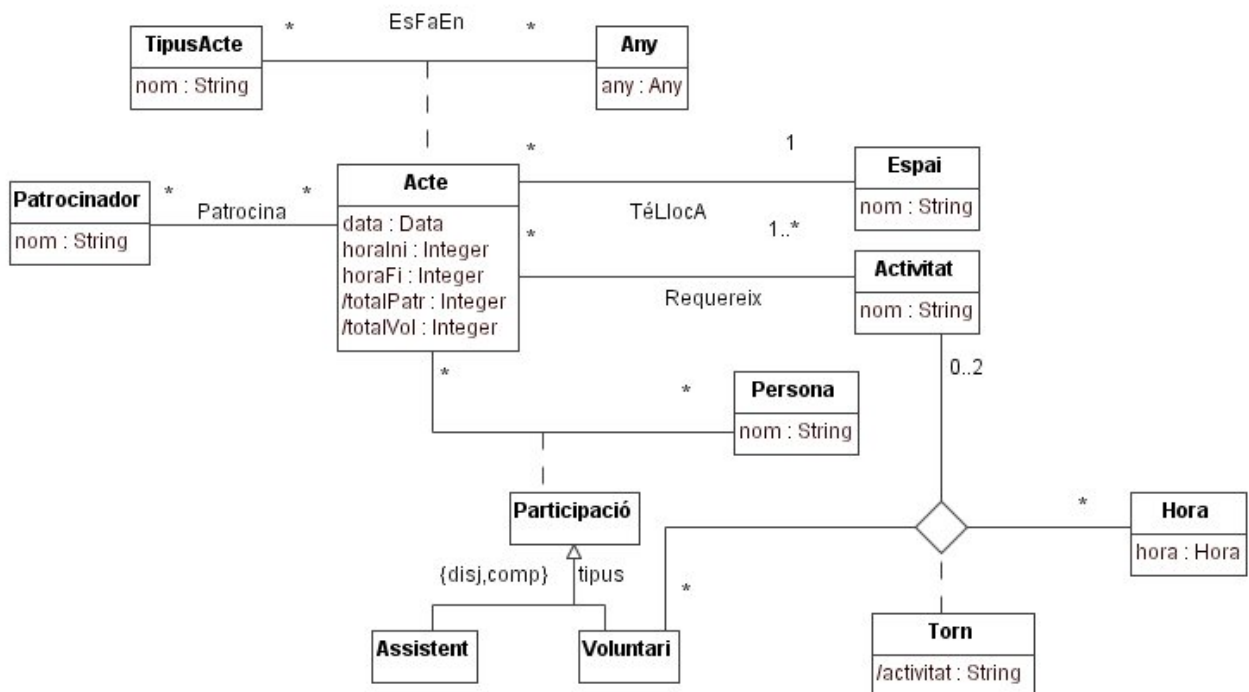 * EsFaEn *
TipusActe
nom : String
Any
any : Any
* 1
Espai
nom : String
TéLlocA
Acte
data : Data
horaIni : Integer
horaFi : Integer
/totalPatr : Integer
/totalVol : Integer
Patrocinador
nom : String
* *
Patrocina
* 1..*
Requereix
Activitat
nom : String
0..2
* *
Persona
nom : String
Participació
{disj,comp} tipus
Assistent
Voluntari
*
*
Hora
hora : Hora
Torn
/activitat : String